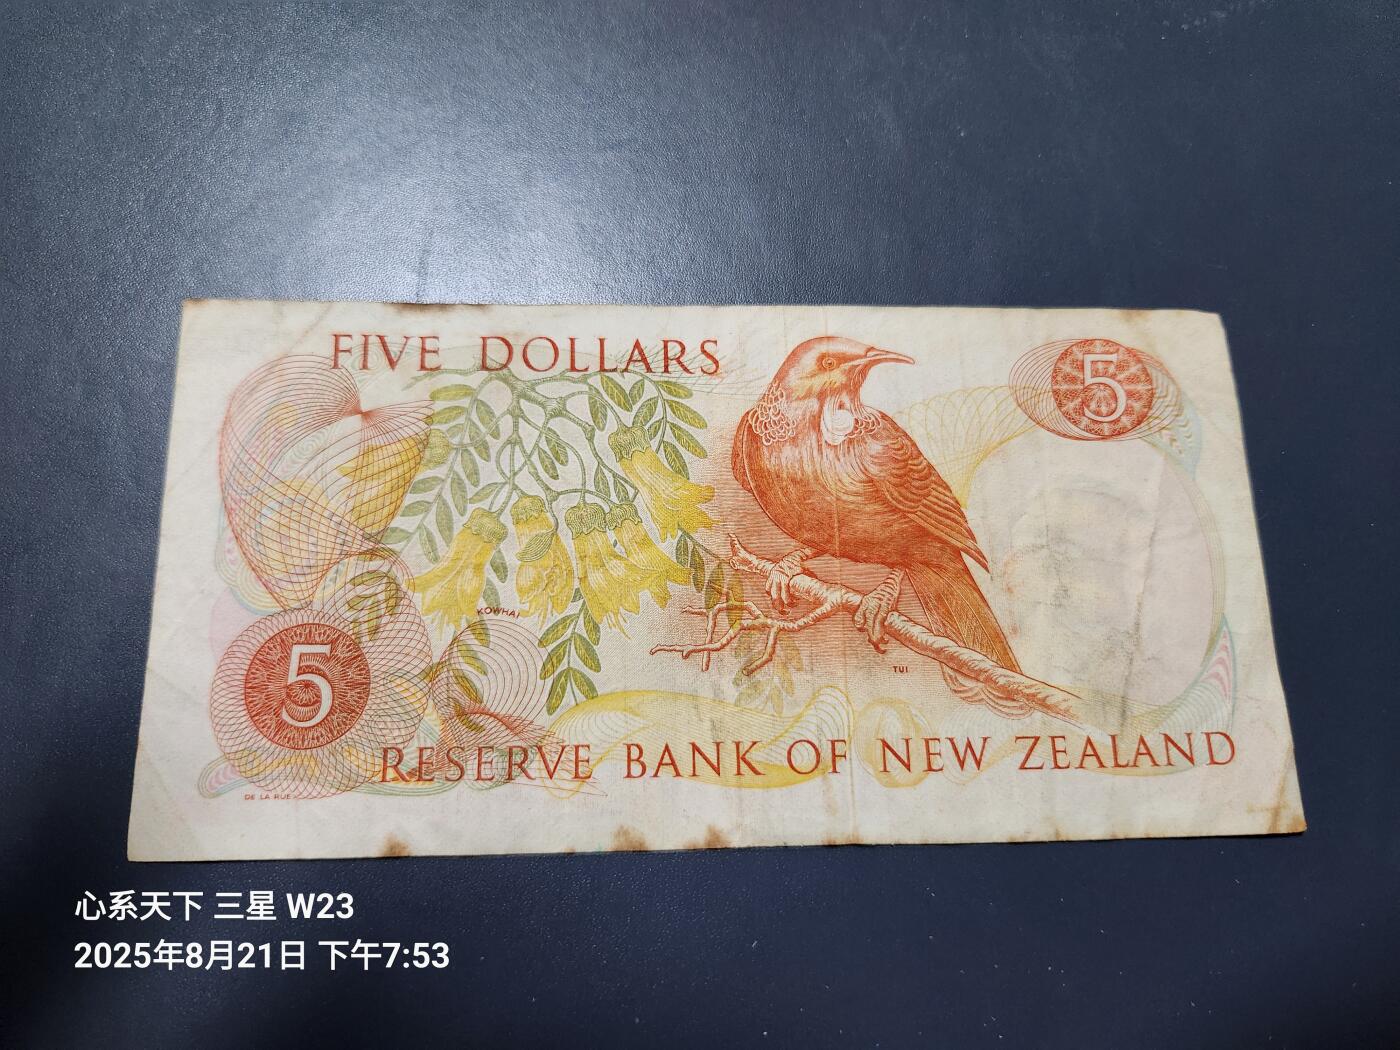 FIVE DOLLARS
5
KOWHAI
TUI
5
RESERVE BANK OF NEW ZEALAND
DE LA RUE
心系天下 三星 W23
2025年8月21日 下午7:53